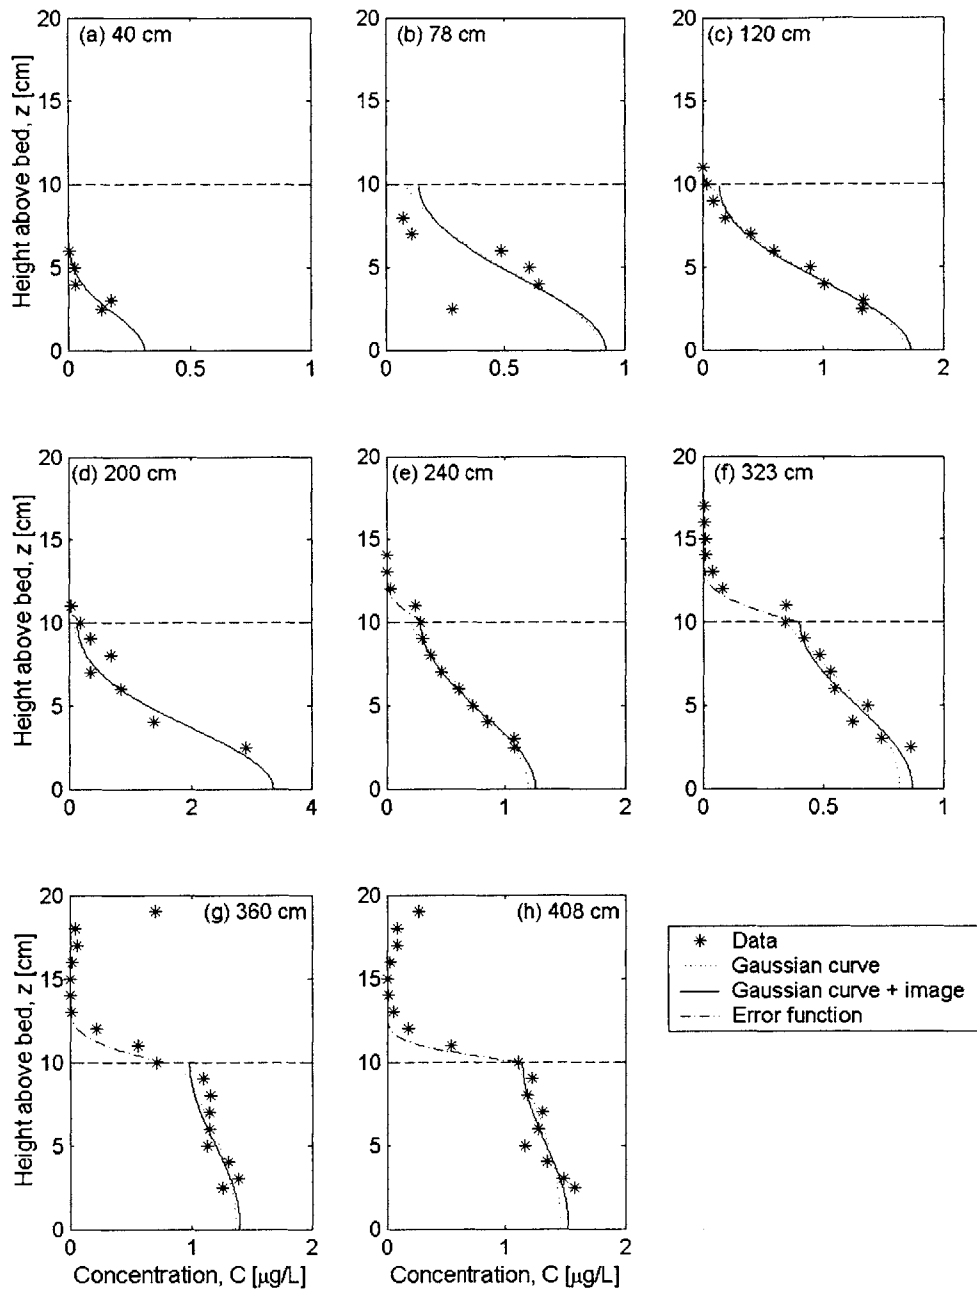 (a) 40 cm
(b) 78 cm
(c) 120 cm
Height above bed, z [cm]
20
15
10
5
0
0 0.5 1
20
15
10
5
0
0 0.5 1
20
15
10
5
0
0 1 2
(d) 200 cm
(e) 240 cm
(f) 323 cm
Height above bed, z [cm]
20
15
10
5
0
0 2 4
20
15
10
5
0
0 1 2
20
15
10
5
0
0 0.5 1
(g) 360 cm
(h) 408 cm
Height above bed, z [cm]
20
15
10
5
0
0 1 2
Concentration, C [μg/L]
20
15
10
5
0
0 1 2
Concentration, C [μg/L]
Data
Gaussian curve
Gaussian curve + image
Error function